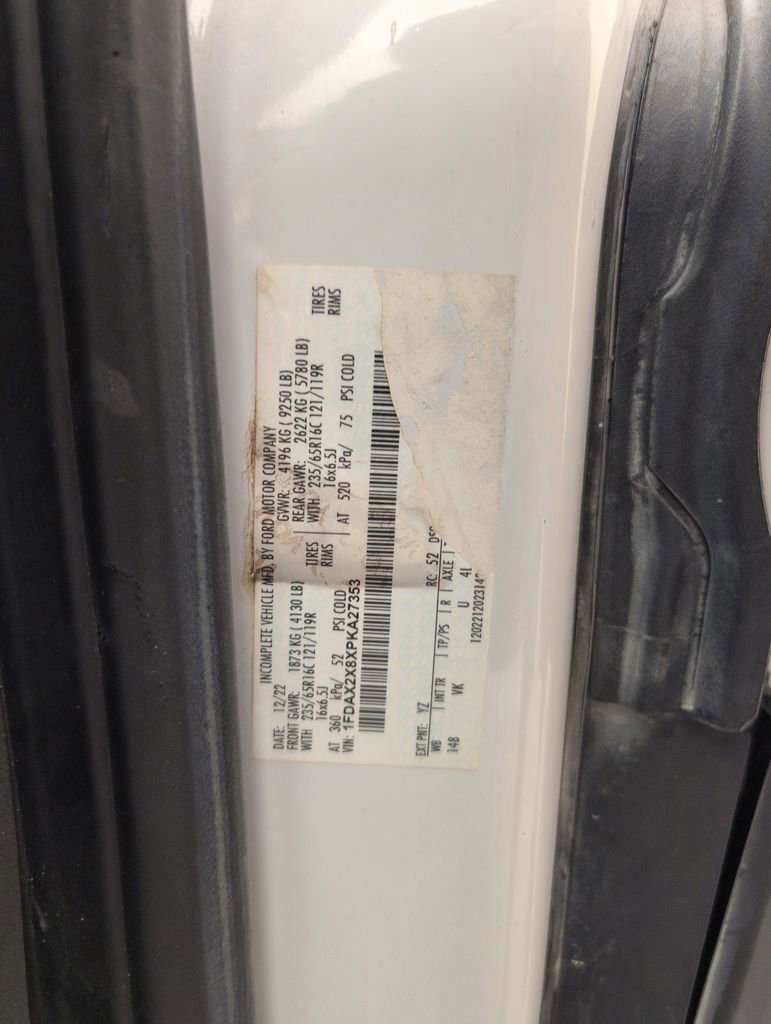 INCOMPLETE VEHICLE MFD. BY FORD MOTOR COMPANY
DATE: 12/22 GVWR: 4196 KG ( 9250 LB)
FRONT GAWR: 1873 KG ( 4130 LB) REAR GAWR: 2622 KG ( 5780 LB)
WITH 235/65R16C 121/119R TIRES WITH 235/65R16C 121/119R TIRES
16x6.5J RIMS 16x6.5J RIMS
AT 360 kPa/ 52 PSI COLD AT 520 kPa/ 75 PSI COLD
VIN: 1FDAX2X8XPKA27353
EXT PNT: YZ RC: 52 DSO
WB INT TR TP/PS R AXLE
148 VK U 4L
1202212023